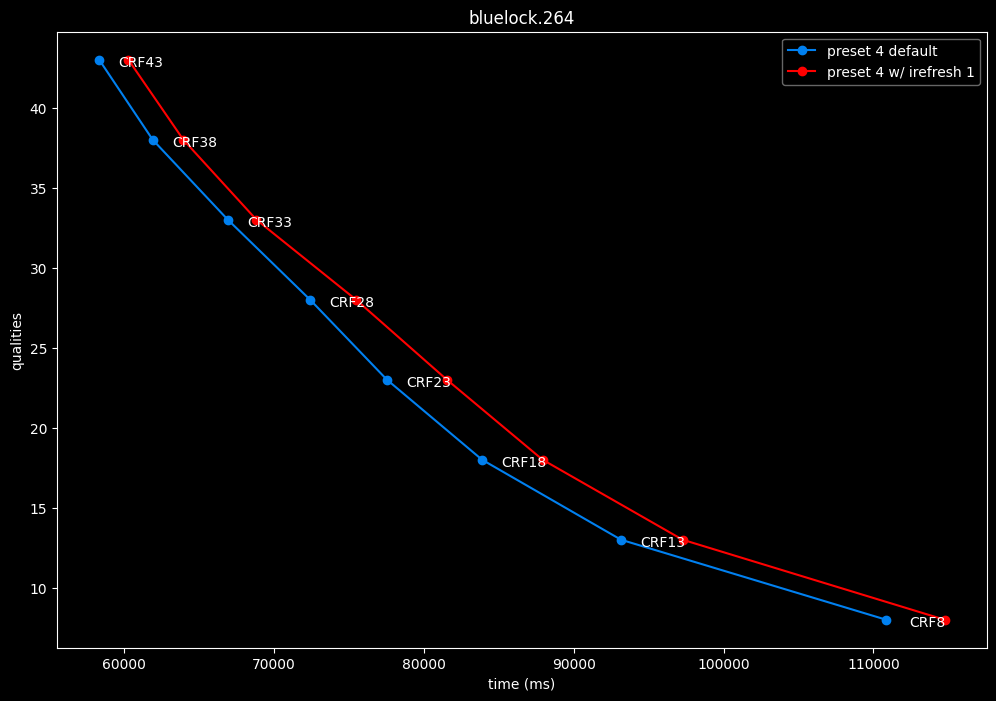 bluelock.264
preset 4 default
preset 4 w/ irefresh 1
CRF43
CRF38
CRF33
CRF28
CRF23
CRF18
CRF13
CRF8
40
35
30
25
20
15
10
qualities
60000
70000
80000
90000
100000
110000
time (ms)